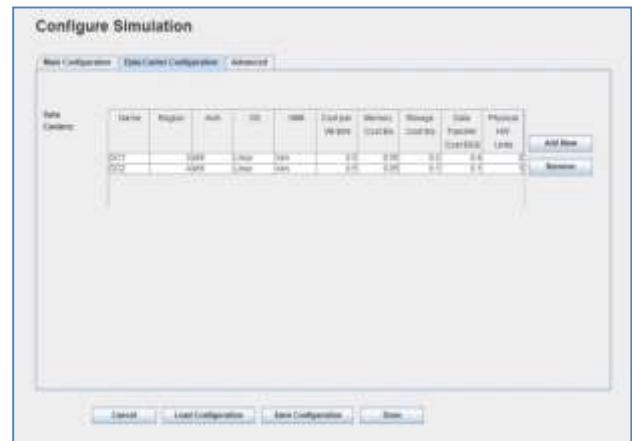 Configure Simulation
Main Configuration Data Center Configuration Advanced
Data Centers:
Name Region Arch OS VMM Cost per VM $/Hr Memory Cost $/s Storage Cost $/s Data Transfer Cost $/Gb Physical HW Units
Add New
DC1 Linux Xen
DC2 Linux Xen
Remove
Cancel Load Configuration Save Configuration Done